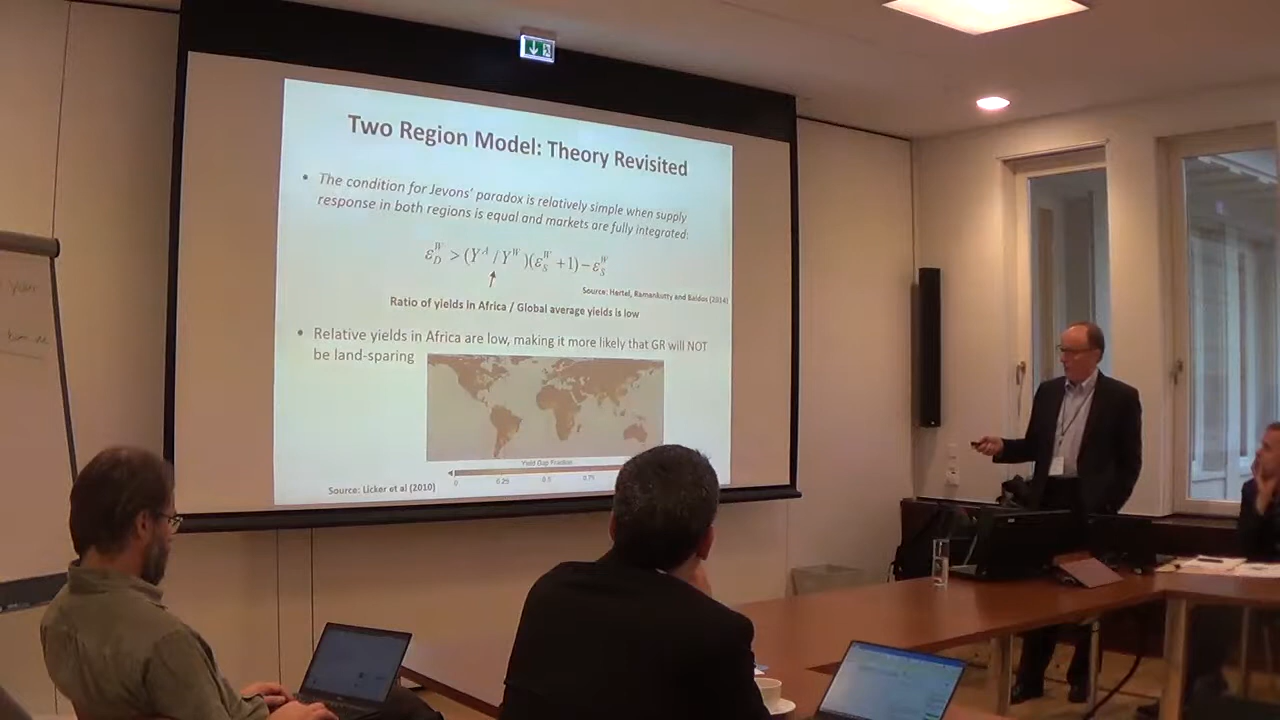 Two Region Model: Theory Revisited
• The condition for Jevons' paradox is relatively simple when supply
response in both regions is equal and markets are fully integrated:
ε_D^W > (Y^A / Y^W)(ε_S^W + 1) − ε_S^W
Source: Hertel, Ramankutty and Baldos (2014)
Ratio of yields in Africa / Global average yields is low
• Relative yields in Africa are low, making it more likely that GR will NOT
be land-sparing
Yield Gap Fraction
0 0.25 0.5 0.75
Source: Licker et al (2010)